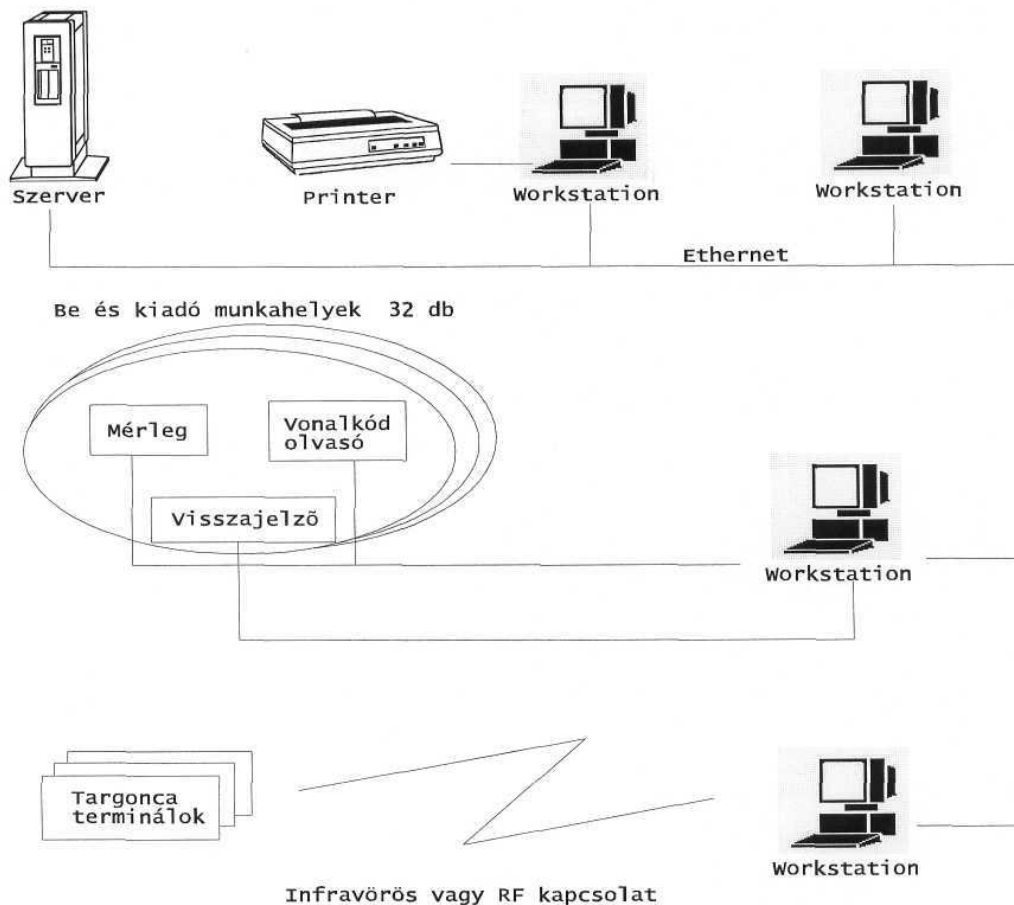 Szerver
Printer
Workstation
Workstation
Ethernet
Be és kiadó munkahelyek 32 db
Mérleg
Vonalkód
olvasó
Visszajelzõ
Workstation
Targonca
terminálok
Workstation
Infravörös vagy RF kapcsolat